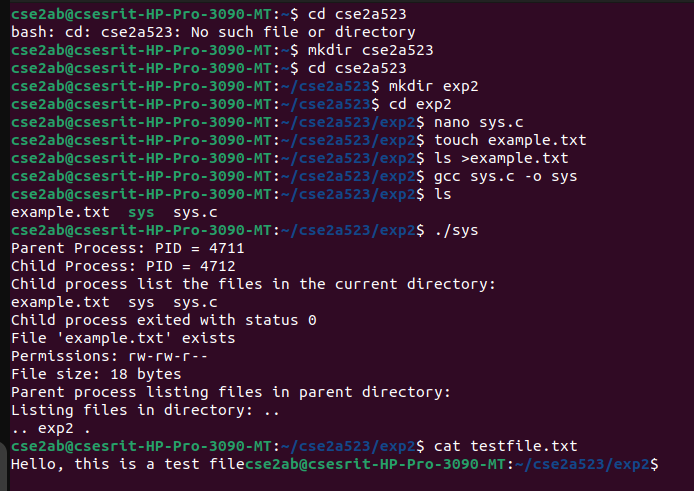 cse2ab@csesrit-HP-Pro-3090-MT:~$ cd cse2a523
bash: cd: cse2a523: No such file or directory
cse2ab@csesrit-HP-Pro-3090-MT:~$ mkdir cse2a523
cse2ab@csesrit-HP-Pro-3090-MT:~$ cd cse2a523
cse2ab@csesrit-HP-Pro-3090-MT:~/cse2a523$ mkdir exp2
cse2ab@csesrit-HP-Pro-3090-MT:~/cse2a523$ cd exp2
cse2ab@csesrit-HP-Pro-3090-MT:~/cse2a523/exp2$ nano sys.c
cse2ab@csesrit-HP-Pro-3090-MT:~/cse2a523/exp2$ touch example.txt
cse2ab@csesrit-HP-Pro-3090-MT:~/cse2a523/exp2$ ls >example.txt
cse2ab@csesrit-HP-Pro-3090-MT:~/cse2a523/exp2$ gcc sys.c -o sys
cse2ab@csesrit-HP-Pro-3090-MT:~/cse2a523/exp2$ ls
example.txt  sys  sys.c
cse2ab@csesrit-HP-Pro-3090-MT:~/cse2a523/exp2$ ./sys
Parent Process: PID = 4711
Child Process: PID = 4712
Child process list the files in the current directory:
example.txt  sys  sys.c
Child process exited with status 0
File 'example.txt' exists
Permissions: rw-rw-r--
File size: 18 bytes
Parent process listing files in parent directory:
Listing files in directory: ..
.. exp2 .
cse2ab@csesrit-HP-Pro-3090-MT:~/cse2a523/exp2$ cat testfile.txt
Hello, this is a test filecse2ab@csesrit-HP-Pro-3090-MT:~/cse2a523/exp2$